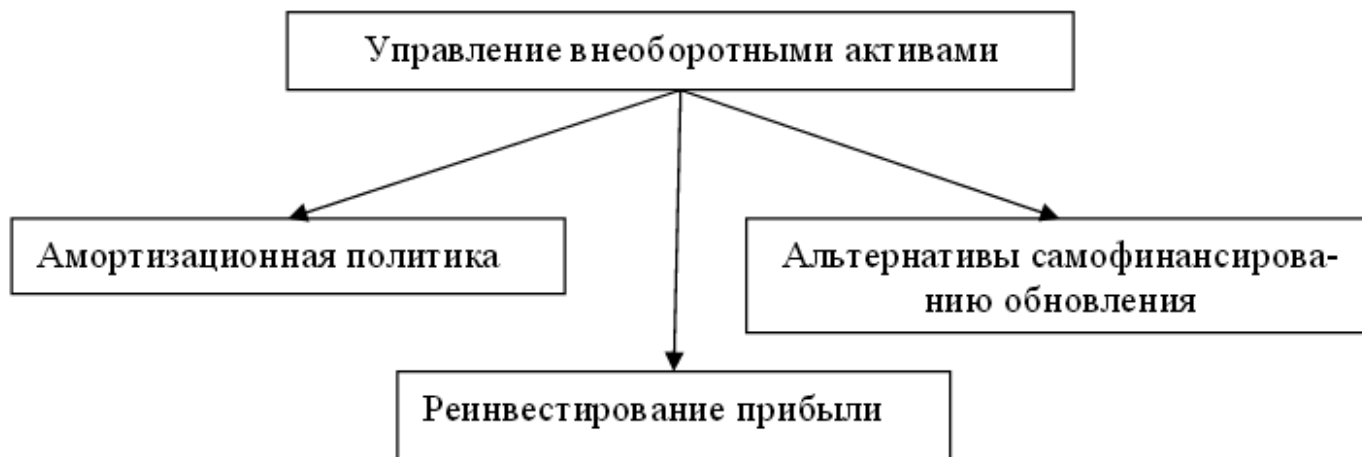 Управление внеоборотными активами
Амортизационная политика
Альтернативы самофинансирова-
нию обновления
Реинвестирование прибыли